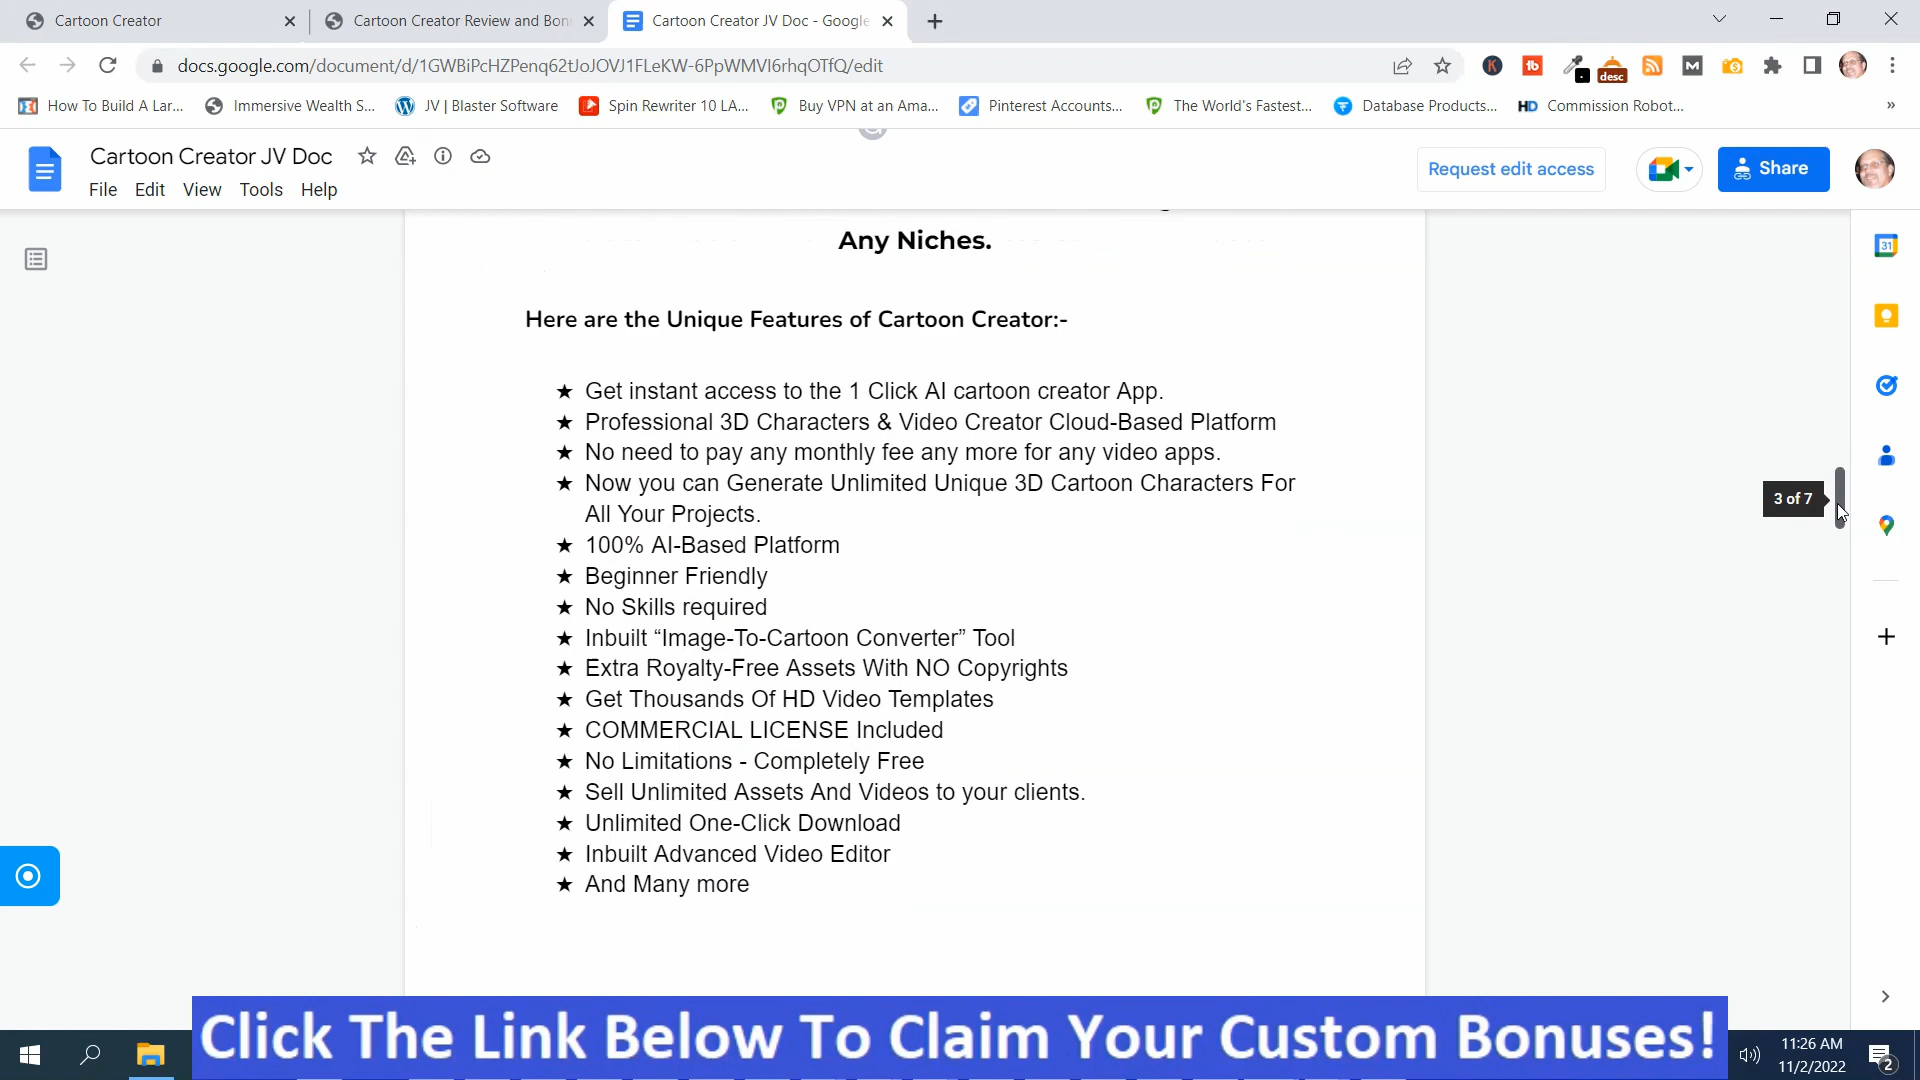 Cartoon Creator
Cartoon Creator Review and Bon
Cartoon Creator JV Doc - Google
docs.google.com/document/d/1GWBiPcHZPenq62tJoJOVJ1FLeKW-6PpWMVI6rhqOTfQ/edit
desc
How To Build A Lar...
Immersive Wealth S...
JV | Blaster Software
Spin Rewriter 10 LA...
Buy VPN at an Ama...
Pinterest Accounts...
The World's Fastest...
Database Products...
HD Commission Robot...
»
Cartoon Creator JV Doc
File Edit View Tools Help
Request edit access
Share
Any Niches.
Here are the Unique Features of Cartoon Creator:-
★ Get instant access to the 1 Click AI cartoon creator App.
★ Professional 3D Characters & Video Creator Cloud-Based Platform
★ No need to pay any monthly fee any more for any video apps.
★ Now you can Generate Unlimited Unique 3D Cartoon Characters For
All Your Projects.
★ 100% AI-Based Platform
★ Beginner Friendly
★ No Skills required
★ Inbuilt “Image-To-Cartoon Converter” Tool
★ Extra Royalty-Free Assets With NO Copyrights
★ Get Thousands Of HD Video Templates
★ COMMERCIAL LICENSE Included
★ No Limitations - Completely Free
★ Sell Unlimited Assets And Videos to your clients.
★ Unlimited One-Click Download
★ Inbuilt Advanced Video Editor
★ And Many more
3 of 7
31
Click The Link Below To Claim Your Custom Bonuses!
11:26 AM
11/2/2022
2